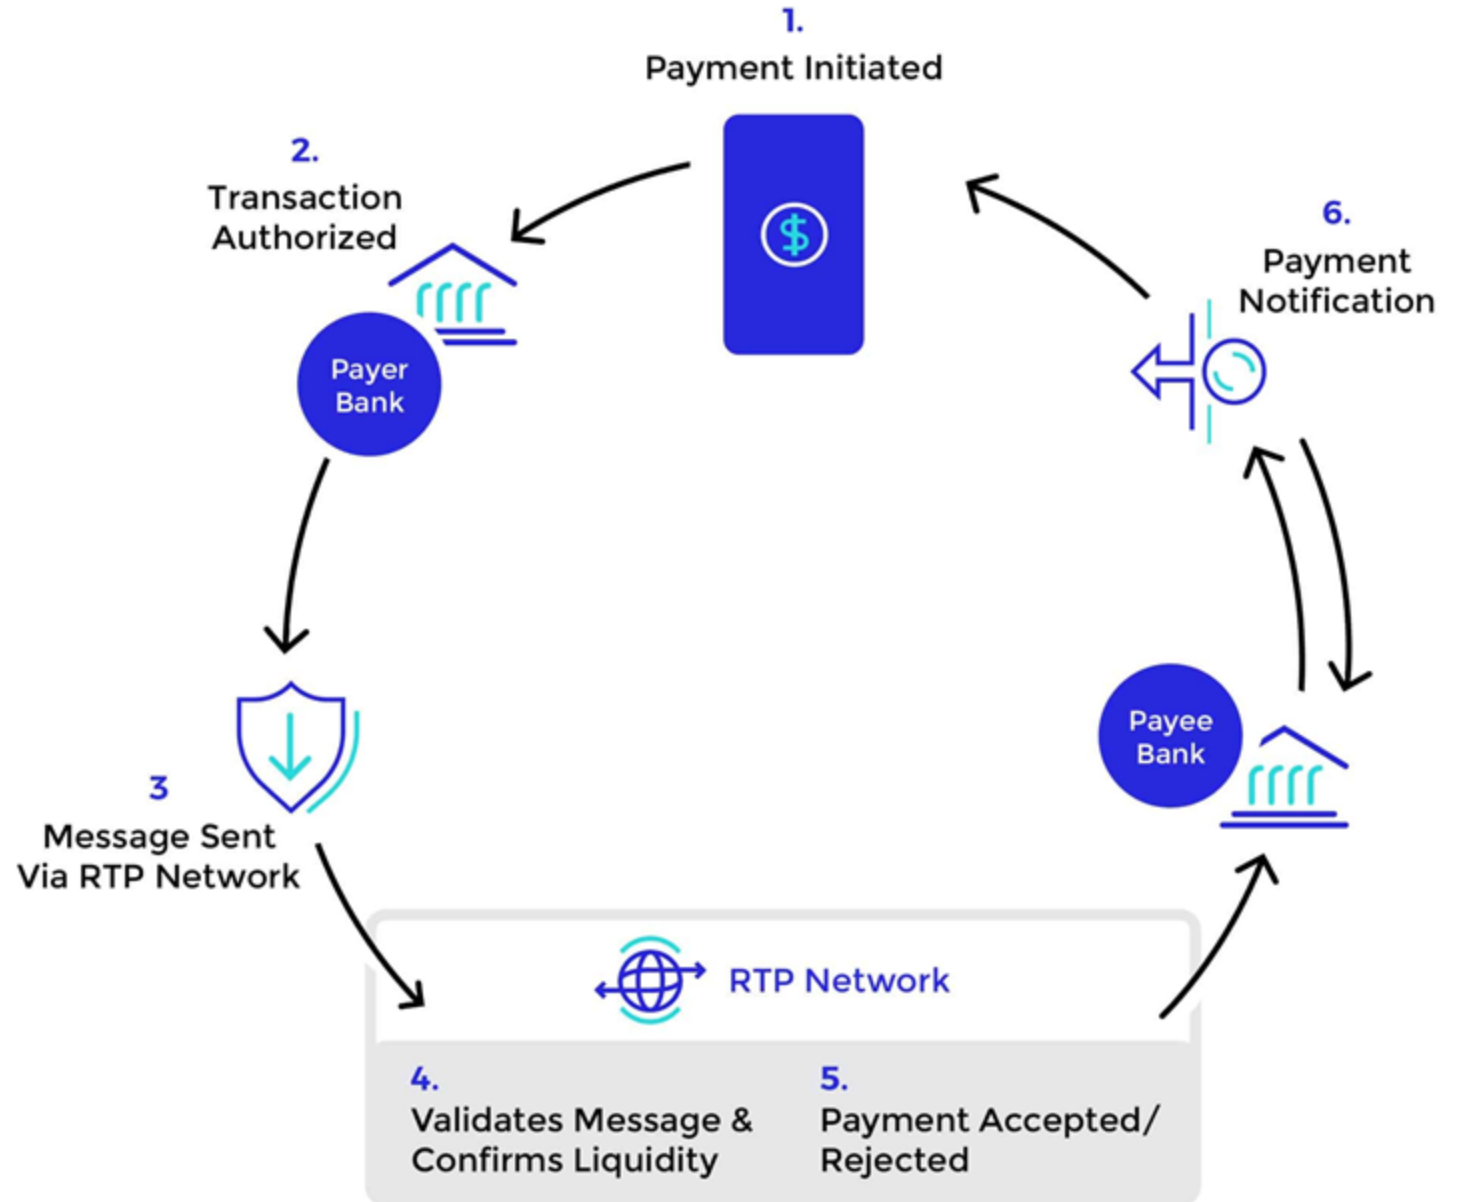 1.
Payment Initiated
$
2.
Transaction
Authorized
Payer
Bank
3
Message Sent
Via RTP Network
RTP Network
4.
Validates Message &
Confirms Liquidity
5.
Payment Accepted/
Rejected
Payee
Bank
6.
Payment
Notification